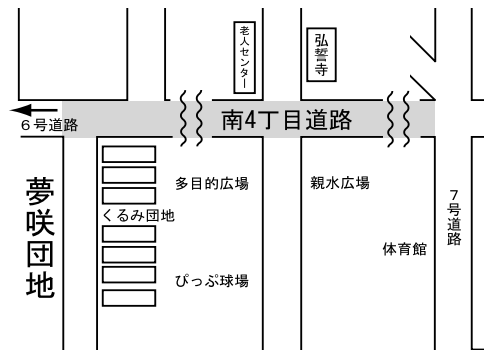 老人センター
弘誓寺
6号道路
南4丁目道路
夢咲団地
くるみ団地
多目的広場
親水広場
7号道路
体育館
ぴっぷ球場